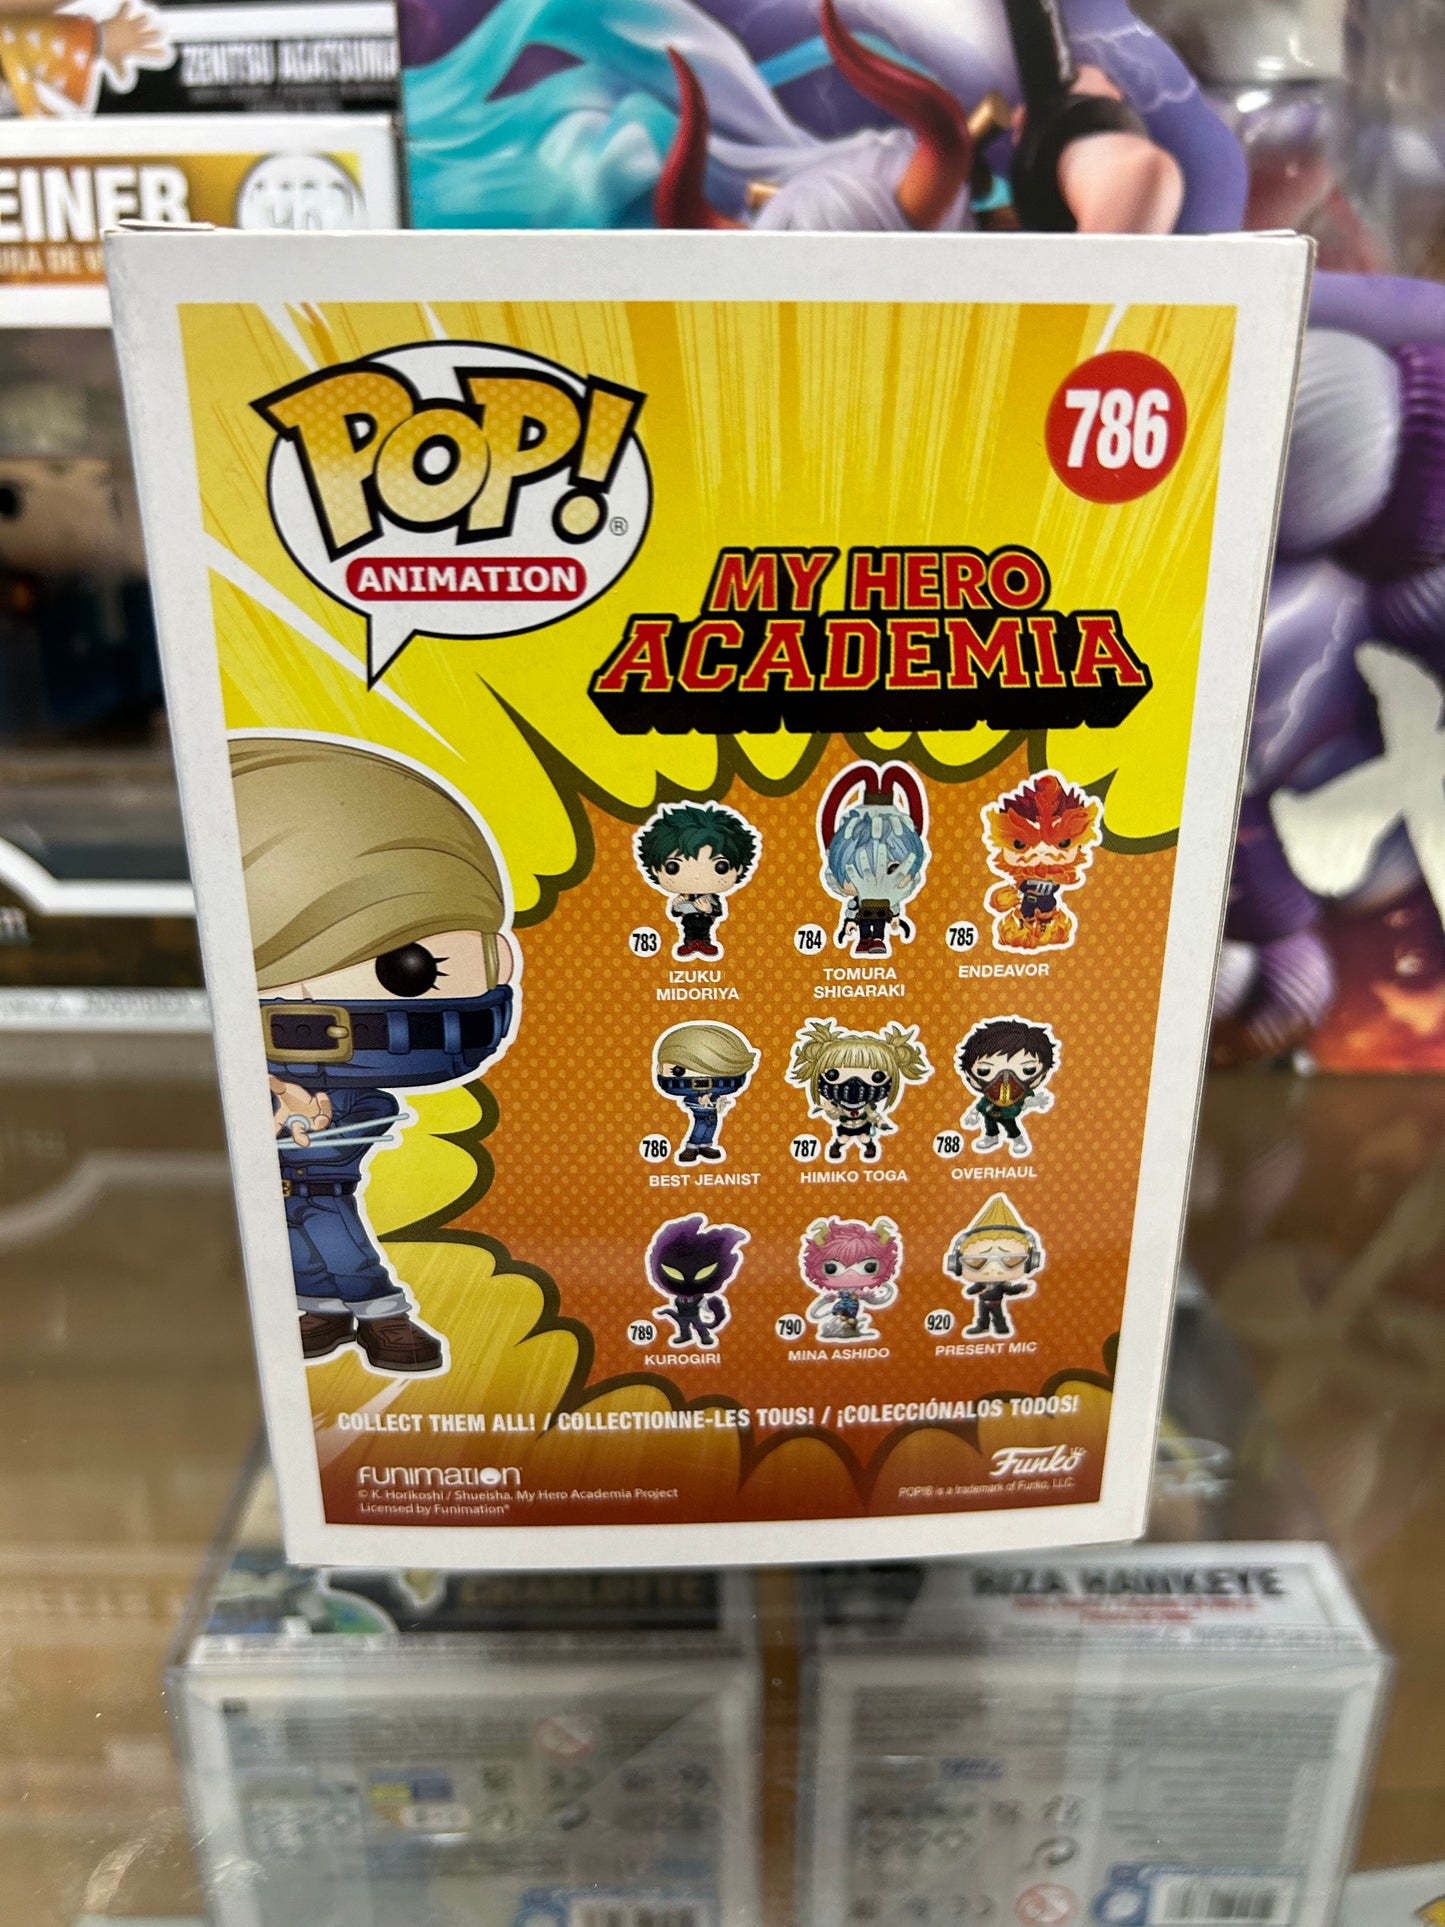 ZENITSU AGATSUMA
EINER
POP!
®
ANIMATION
786
MY HERO
ACADEMIA
783
IZUKU
MIDORIYA
784
TOMURA
SHIGARAKI
785
ENDEAVOR
786
BEST JEANIST
787
HIMIKO TOGA
788
OVERHAUL
789
KUROGIRI
790
MINA ASHIDO
920
PRESENT MIC
COLLECT THEM ALL! / COLLECTIONNE-LES TOUS! / ¡COLECCIÓNALOS TODOS!
FUNIMATION
© K. Horikoshi / Shueisha, My Hero Academia Project
Licensed by Funimation®
Funko
POP!® is a trademark of Funko, LLC.
CHARLOTTE
RIZA HAWKEYE